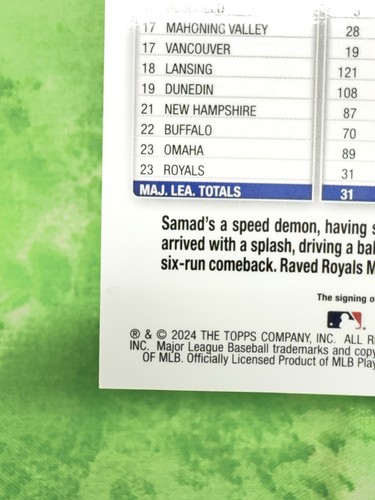 17 MAHONING VALLEY 28
17 VANCOUVER 19
18 LANSING 121
19 DUNEDIN 108
21 NEW HAMPSHIRE 87
22 BUFFALO 70
23 OMAHA 89
23 ROYALS 31
MAJ. LEA. TOTALS 31
Samad's a speed demon, having
arrived with a splash, driving a
six-run comeback. Raved Royals
The signing
® & © 2024 THE TOPPS COMPANY, INC. ALL
INC. Major League Baseball trademarks and
OF MLB. Officially Licensed Product of MLB